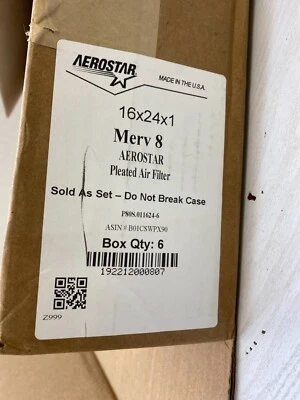 AEROSTAR
MADE IN THE U.S.A.
16x24x1
Merv 8
AEROSTAR
Pleated Air Filter
Sold As Set – Do Not Break Case
P80S.011624-6
ASIN # B01CSWPX90
Box Qty: 6
192212000807
Z999